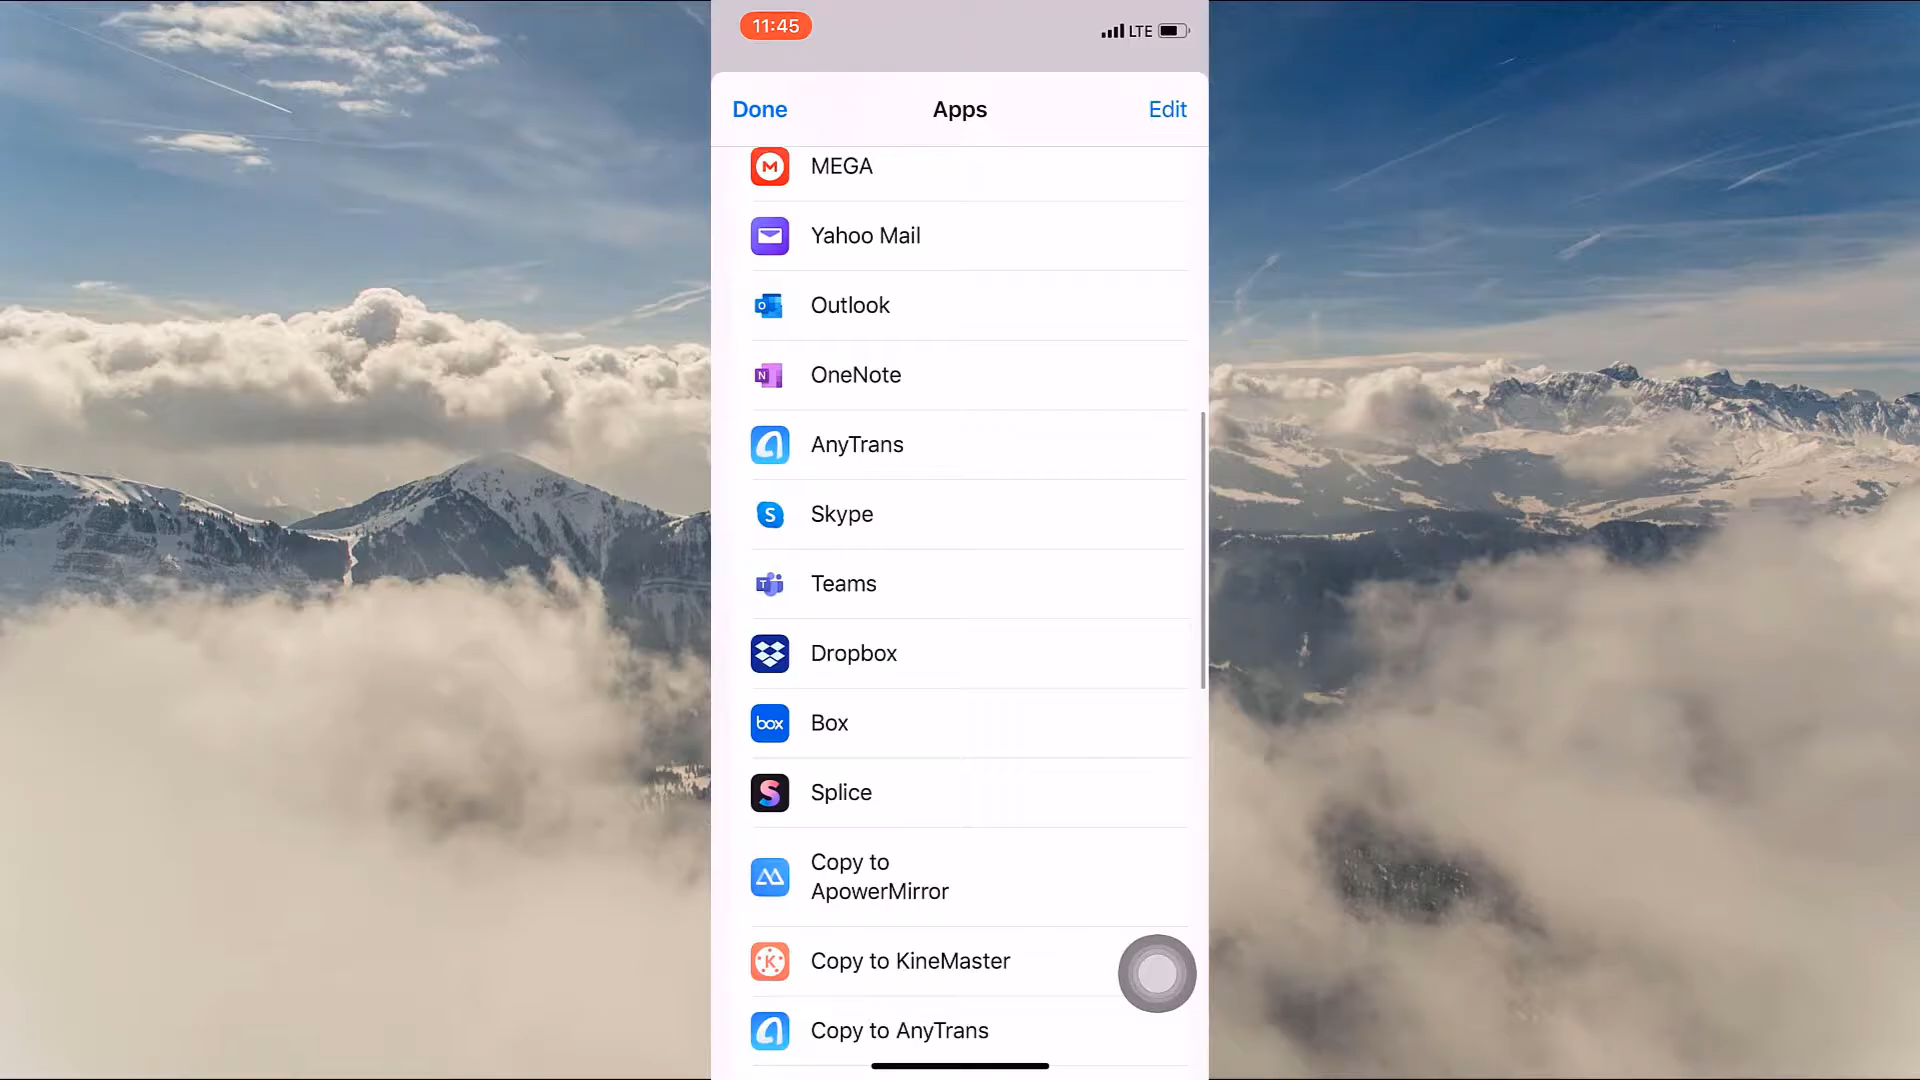 11:45
LTE
Done
Apps
Edit
MEGA
Yahoo Mail
Outlook
OneNote
AnyTrans
Skype
Teams
Dropbox
box
Box
Splice
Copy to
ApowerMirror
Copy to KineMaster
Copy to AnyTrans